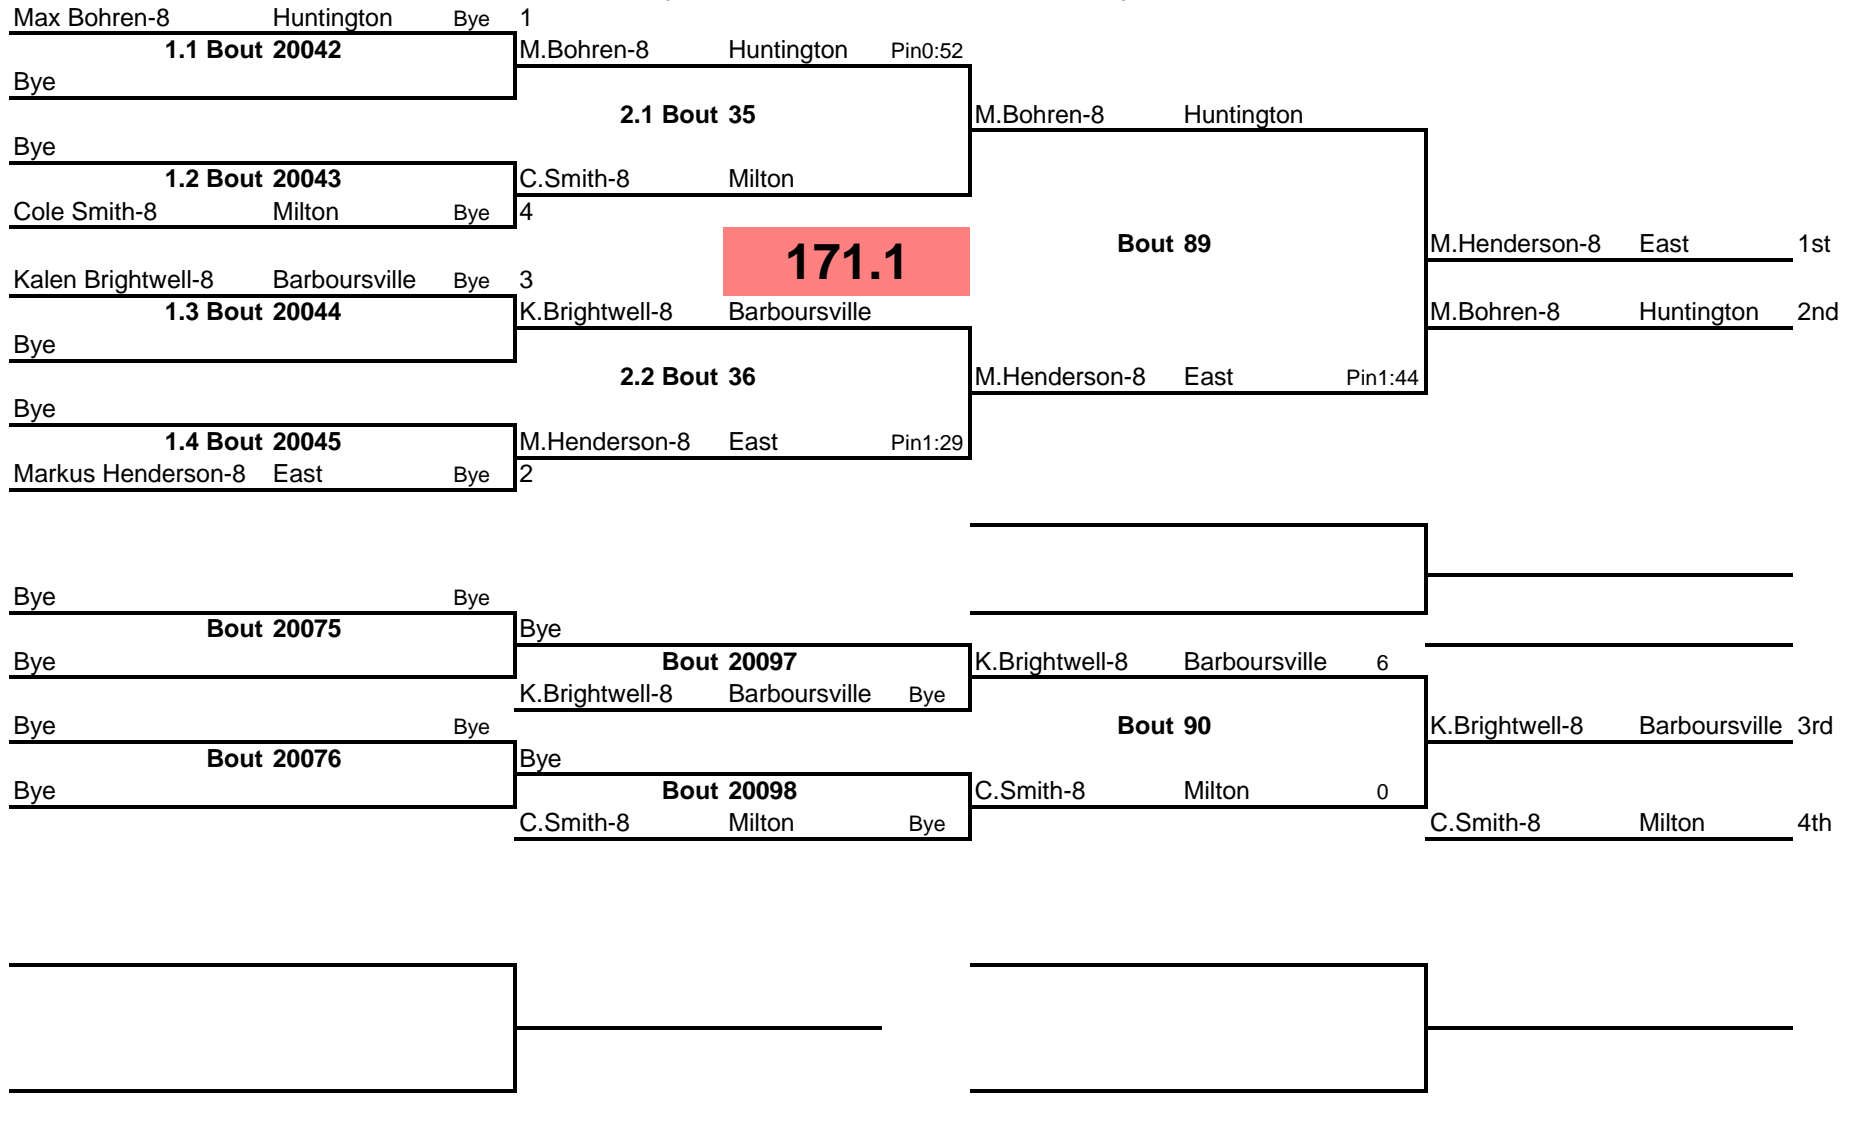 Max Bohren-8 Huntington Bye 1
1.1 Bout 20042 M.Bohren-8 Huntington Pin0:52
Bye
2.1 Bout 35 M.Bohren-8 Huntington
Bye
1.2 Bout 20043 C.Smith-8 Milton
Cole Smith-8 Milton Bye 4
171.1 Bout 89 M.Henderson-8 East 1st
Kalen Brightwell-8 Barboursville Bye 3
1.3 Bout 20044 K.Brightwell-8 Barboursville M.Bohren-8 Huntington 2nd
Bye
2.2 Bout 36 M.Henderson-8 East Pin1:44
Bye
1.4 Bout 20045 M.Henderson-8 East Pin1:29
Markus Henderson-8 East Bye 2
Bye Bye
Bout 20075 Bye
Bye Bout 20097 K.Brightwell-8 Barboursville 6
K.Brightwell-8 Barboursville Bye
Bye Bye Bout 90 K.Brightwell-8 Barboursville 3rd
Bout 20076 Bye
Bye Bout 20098 C.Smith-8 Milton 0
C.Smith-8 Milton Bye C.Smith-8 Milton 4th